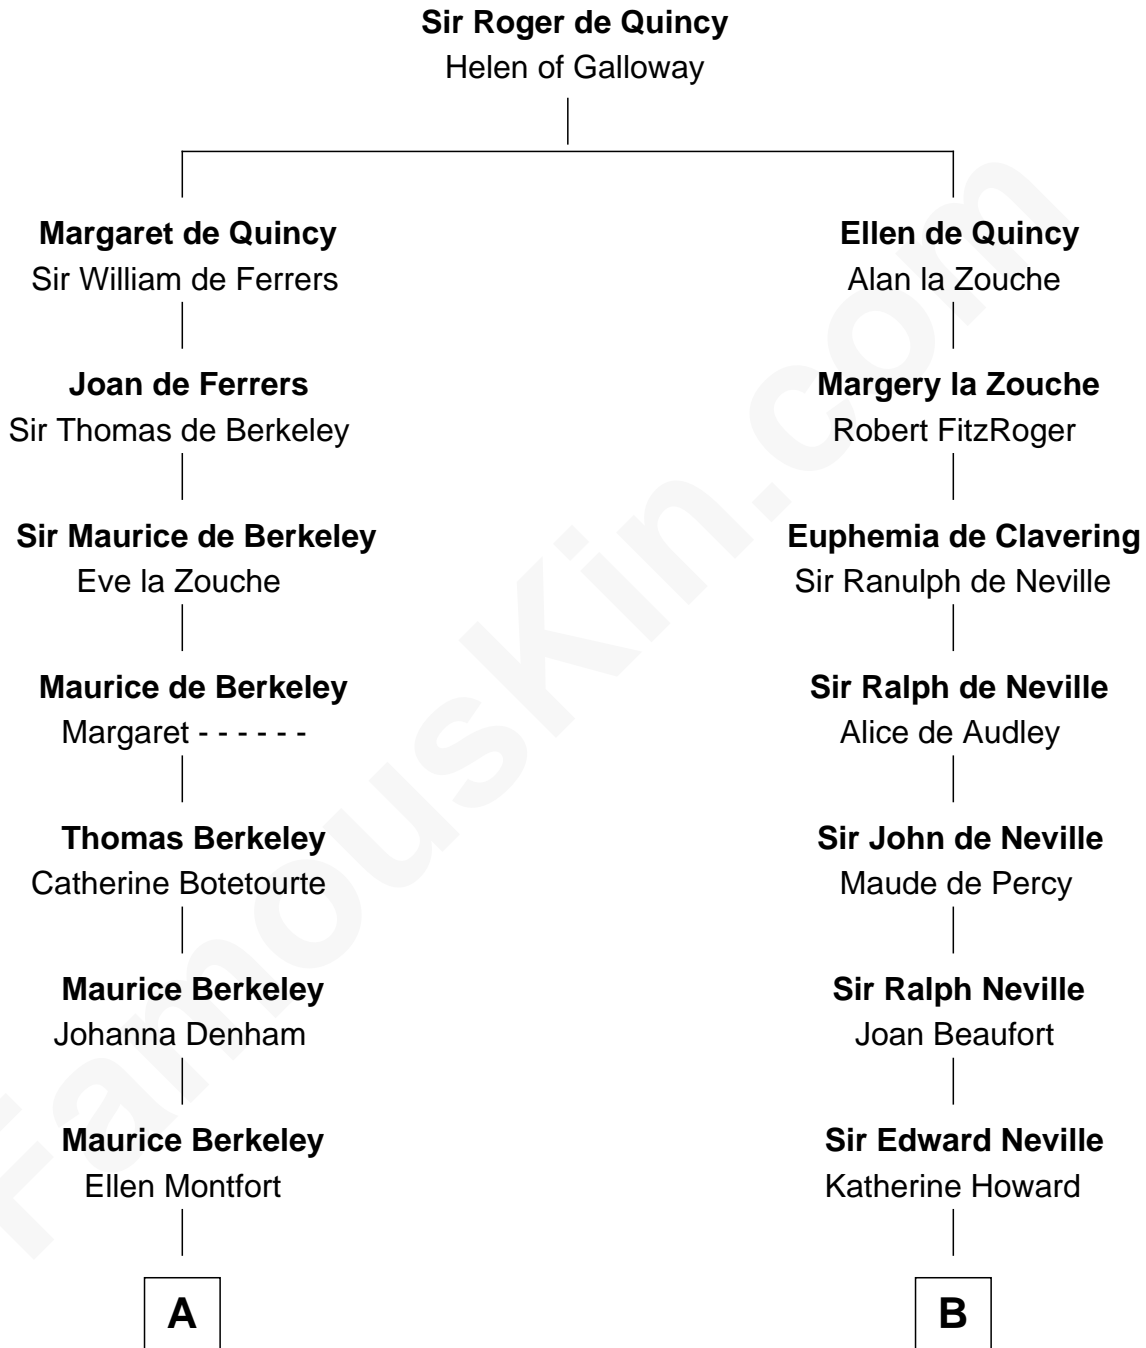 Sir Roger de Quincy
Helen of Galloway
Margaret de Quincy
Sir William de Ferrers
Ellen de Quincy
Alan la Zouche
Joan de Ferrers
Sir Thomas de Berkeley
Margery la Zouche
Robert FitzRoger
Sir Maurice de Berkeley
Eve la Zouche
Euphemia de Clavering
Sir Ranulph de Neville
Maurice de Berkeley
Margaret - - - - - -
Sir Ralph de Neville
Alice de Audley
Thomas Berkeley
Catherine Botetourte
Sir John de Neville
Maude de Percy
Maurice Berkeley
Johanna Denham
Sir Ralph Neville
Joan Beaufort
Maurice Berkeley
Ellen Montfort
Sir Edward Neville
Katherine Howard
A
B
FamousKin.com